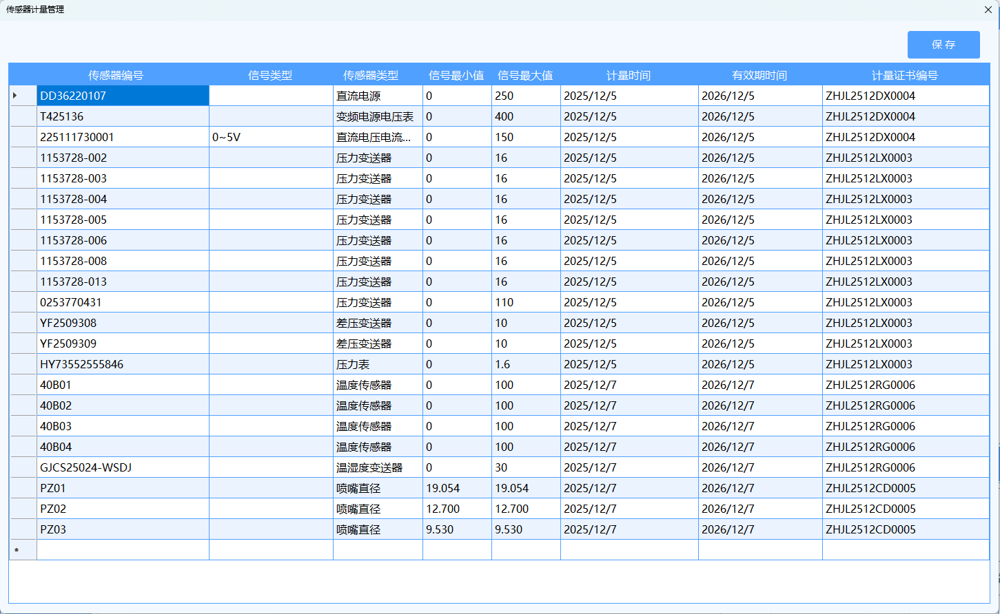 传感器计量管理
保 存
传感器编号 信号类型 传感器类型 信号最小值 信号最大值 计量时间 有效期时间 计量证书编号
DD36220107 直流电源 0 250 2025/12/5 2026/12/5 ZHJL2512DX0004
T425136 变频电源电压表 0 400 2025/12/5 2026/12/5 ZHJL2512DX0004
225111730001 0~5V 直流电压电流... 0 150 2025/12/5 2026/12/5 ZHJL2512DX0004
1153728-002 压力变送器 0 16 2025/12/5 2026/12/5 ZHJL2512LX0003
1153728-003 压力变送器 0 16 2025/12/5 2026/12/5 ZHJL2512LX0003
1153728-004 压力变送器 0 16 2025/12/5 2026/12/5 ZHJL2512LX0003
1153728-005 压力变送器 0 16 2025/12/5 2026/12/5 ZHJL2512LX0003
1153728-006 压力变送器 0 16 2025/12/5 2026/12/5 ZHJL2512LX0003
1153728-008 压力变送器 0 16 2025/12/5 2026/12/5 ZHJL2512LX0003
1153728-013 压力变送器 0 16 2025/12/5 2026/12/5 ZHJL2512LX0003
0253770431 压力变送器 0 110 2025/12/5 2026/12/5 ZHJL2512LX0003
YF2509308 差压变送器 0 10 2025/12/5 2026/12/5 ZHJL2512LX0003
YF2509309 差压变送器 0 10 2025/12/5 2026/12/5 ZHJL2512LX0003
HY73552555846 压力表 0 1.6 2025/12/5 2026/12/5 ZHJL2512LX0003
40B01 温度传感器 0 100 2025/12/7 2026/12/7 ZHJL2512RG0006
40B02 温度传感器 0 100 2025/12/7 2026/12/7 ZHJL2512RG0006
40B03 温度传感器 0 100 2025/12/7 2026/12/7 ZHJL2512RG0006
40B04 温度传感器 0 100 2025/12/7 2026/12/7 ZHJL2512RG0006
GJCS25024-WSDJ 温湿度变送器 0 30 2025/12/7 2026/12/7 ZHJL2512RG0006
PZ01 喷嘴直径 19.054 19.054 2025/12/7 2026/12/7 ZHJL2512CD0005
PZ02 喷嘴直径 12.700 12.700 2025/12/7 2026/12/7 ZHJL2512CD0005
PZ03 喷嘴直径 9.530 9.530 2025/12/7 2026/12/7 ZHJL2512CD0005